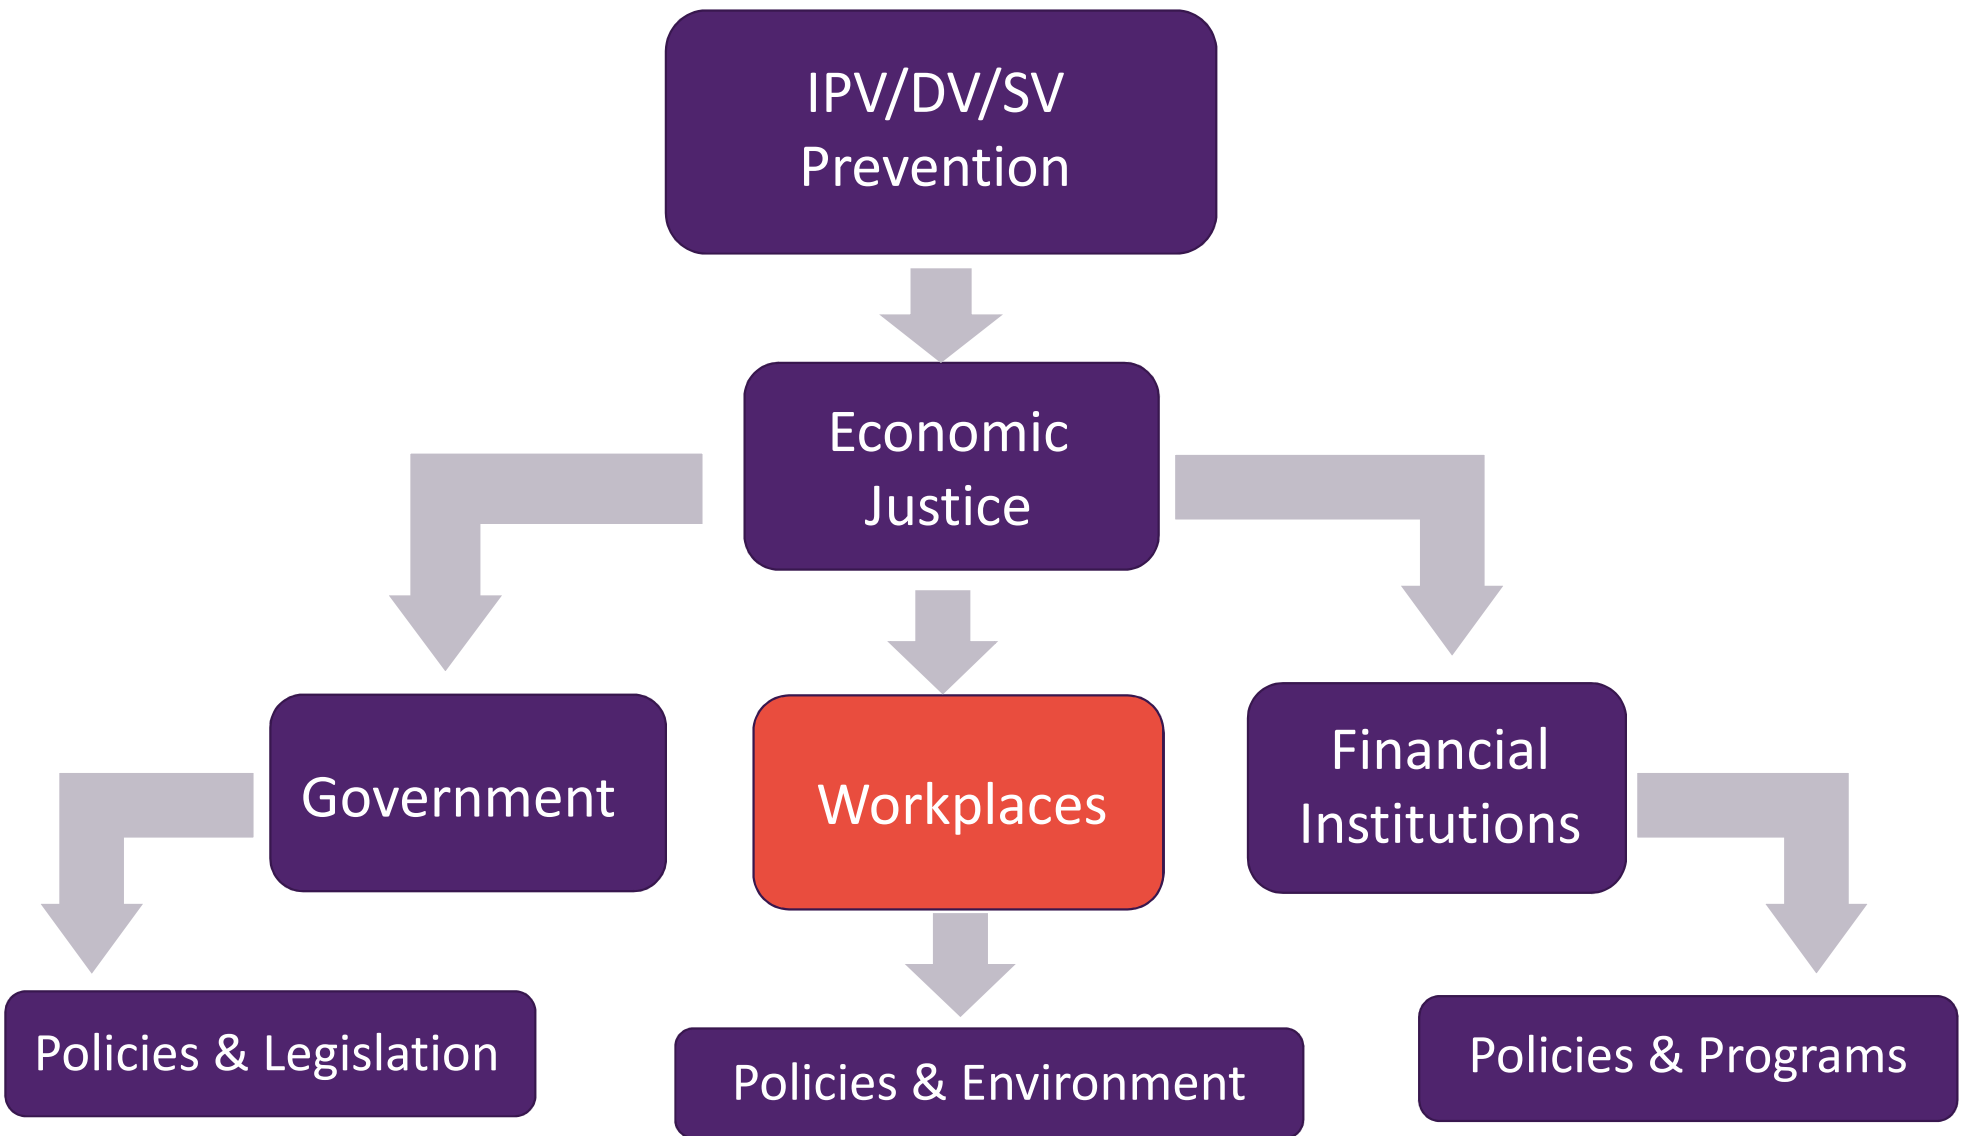 IPV/DV/SV
Prevention
Economic
Justice
Government
Workplaces
Financial
Institutions
Policies & Legislation
Policies & Environment
Policies & Programs